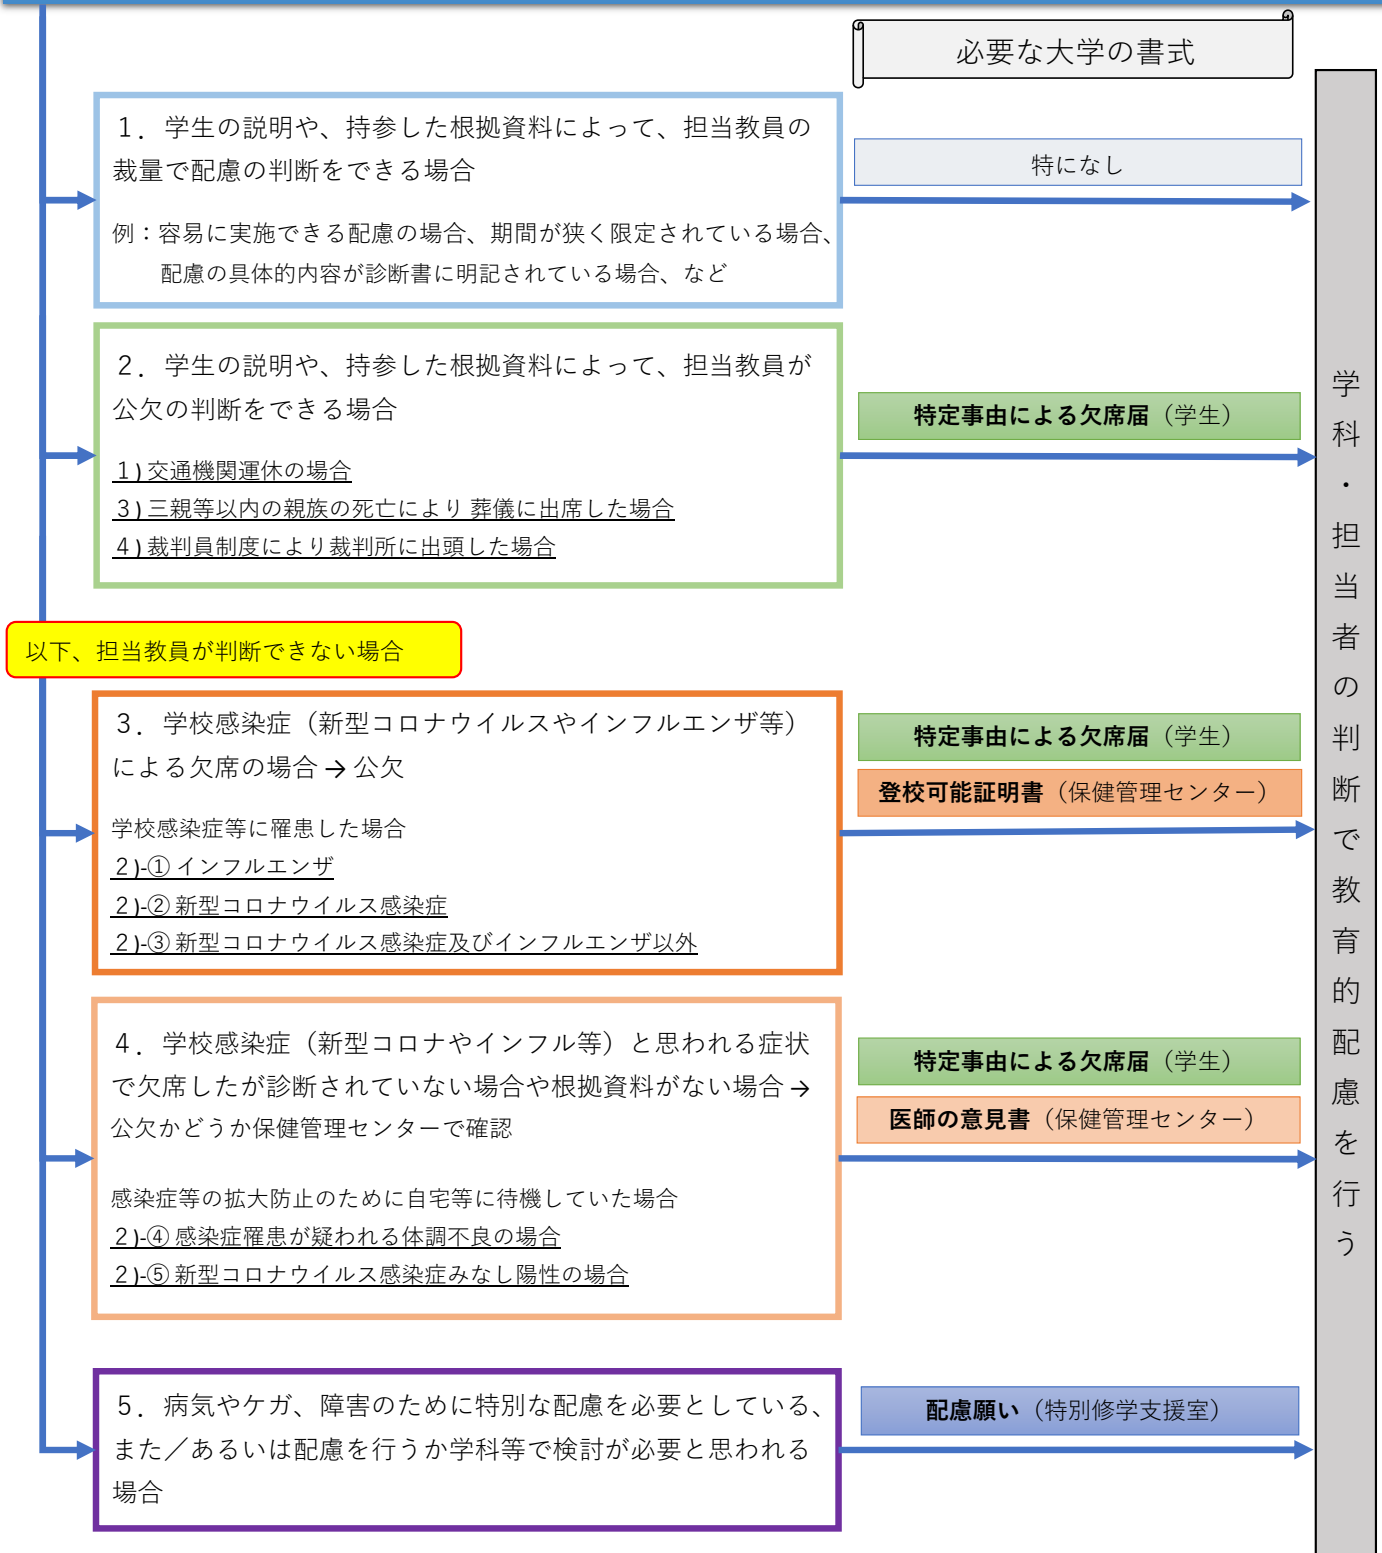 必要な大学の書式
１．学生の説明や、持参した根拠資料によって、担当教員の
裁量で配慮の判断をできる場合
例：容易に実施できる配慮の場合、期間が狭く限定されている場合、
配慮の具体的内容が診断書に明記されている場合、など
特になし
２．学生の説明や、持参した根拠資料によって、担当教員が
公欠の判断をできる場合
１)交通機関運休の場合
３)三親等以内の親族の死亡により 葬儀に出席した場合
４)裁判員制度により裁判所に出頭した場合
特定事由による欠席届（学生）
以下、担当教員が判断できない場合
３．学校感染症（新型コロナウイルスやインフルエンザ等）
による欠席の場合→公欠
学校感染症等に罹患した場合
２)-①インフルエンザ
２)-②新型コロナウイルス感染症
２)-③新型コロナウイルス感染症及びインフルエンザ以外
特定事由による欠席届（学生）
登校可能証明書（保健管理センター）
４．学校感染症（新型コロナやインフル等）と思われる症状
で欠席したが診断されていない場合や根拠資料がない場合→
公欠かどうか保健管理センターで確認
感染症等の拡大防止のために自宅等に待機していた場合
２)-④感染症罹患が疑われる体調不良の場合
２)-⑤新型コロナウイルス感染症みなし陽性の場合
特定事由による欠席届（学生）
医師の意見書（保健管理センター）
５．病気やケガ、障害のために特別な配慮を必要としている、
また／あるいは配慮を行うか学科等で検討が必要と思われる
場合
配慮願い（特別修学支援室）
学科・担当者の判断で教育的配慮を行う